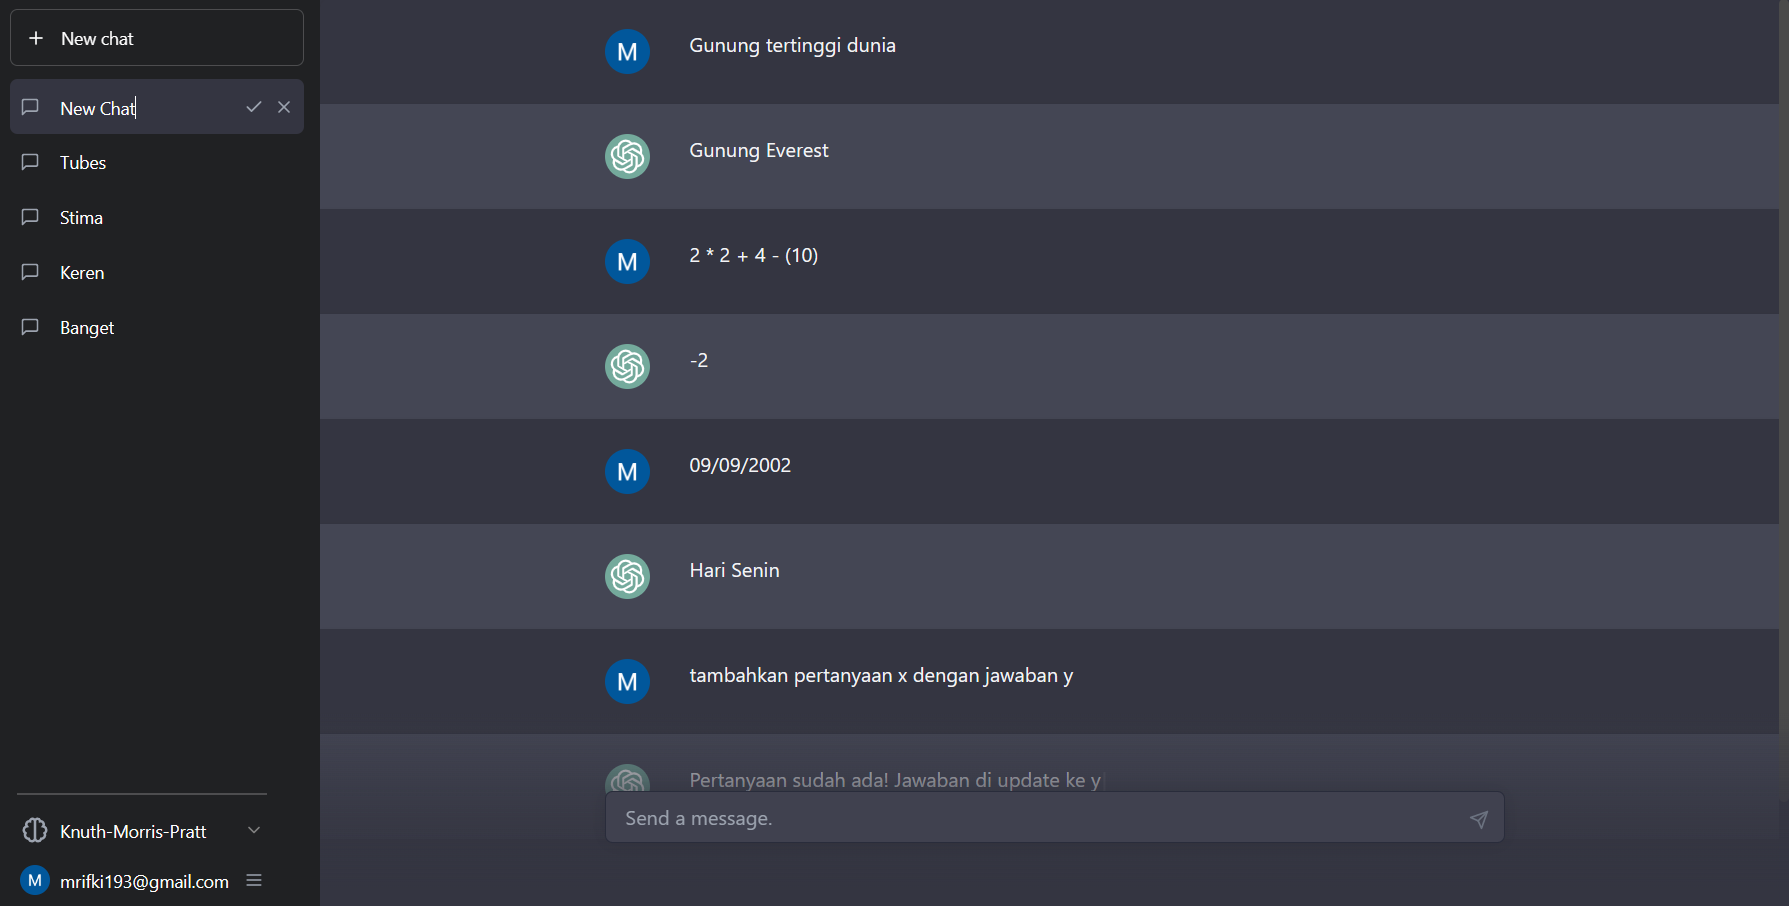 New chat
New Chat
Tubes
Stima
Keren
Banget
Knuth-Morris-Pratt
M
mrifki193@gmail.com
M
Gunung tertinggi dunia
Gunung Everest
M
2 * 2 + 4 - (10)
-2
M
09/09/2002
Hari Senin
M
tambahkan pertanyaan x dengan jawaban y
Pertanyaan sudah ada! Jawaban di update ke y
Send a message.